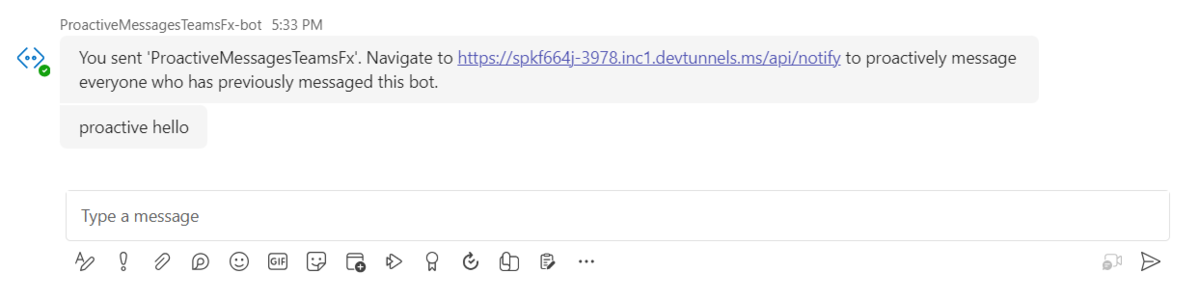 ProactiveMessagesTeamsFx-bot 5:33 PM
You sent 'ProactiveMessagesTeamsFx'. Navigate to https://spkf664j-3978.inc1.devtunnels.ms/api/notify to proactively message
everyone who has previously messaged this bot.
proactive hello
Type a message
GIF